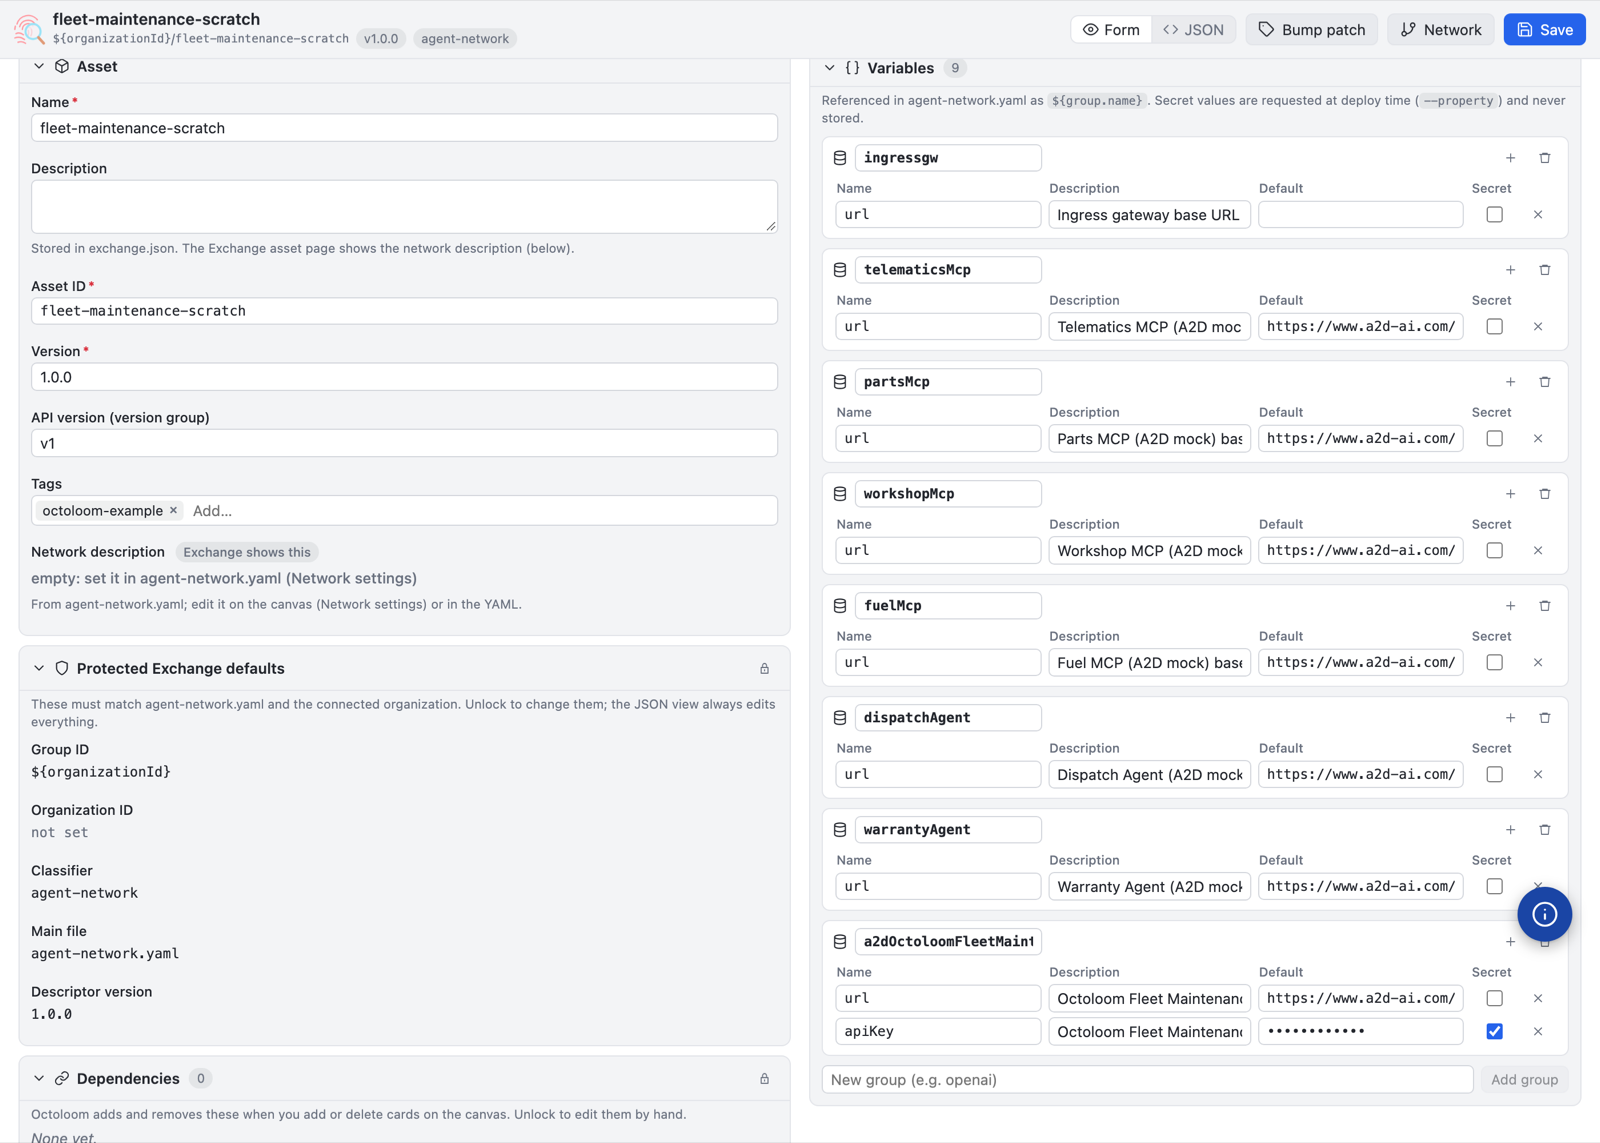 fleet-maintenance-scratch
${organizationId}/fleet-maintenance-scratch v1.0.0 agent-network
Form JSON Bump patch Network Save
Asset
Name*
fleet-maintenance-scratch
Description
Stored in exchange.json. The Exchange asset page shows the network description (below).
Asset ID*
fleet-maintenance-scratch
Version*
1.0.0
API version (version group)
v1
Tags
octoloom-example × Add...
Network description Exchange shows this
empty: set it in agent-network.yaml (Network settings)
From agent-network.yaml; edit it on the canvas (Network settings) or in the YAML.
Protected Exchange defaults
These must match agent-network.yaml and the connected organization. Unlock to change them; the JSON view always edits
everything.
Group ID
${organizationId}
Organization ID
not set
Classifier
agent-network
Main file
agent-network.yaml
Descriptor version
1.0.0
Dependencies 0
Octoloom adds and removes these when you add or delete cards on the canvas. Unlock to edit them by hand.
None yet.
{} Variables 9
Referenced in agent-network.yaml as ${group.name}. Secret values are requested at deploy time (--property) and never
stored.
ingressgw
Name Description Default Secret
url Ingress gateway base URL
telematicsMcp
Name Description Default Secret
url Telematics MCP (A2D moc https://www.a2d-ai.com/
partsMcp
Name Description Default Secret
url Parts MCP (A2D mock) bas https://www.a2d-ai.com/
workshopMcp
Name Description Default Secret
url Workshop MCP (A2D mock https://www.a2d-ai.com/
fuelMcp
Name Description Default Secret
url Fuel MCP (A2D mock) base https://www.a2d-ai.com/
dispatchAgent
Name Description Default Secret
url Dispatch Agent (A2D mock https://www.a2d-ai.com/
warrantyAgent
Name Description Default Secret
url Warranty Agent (A2D mock https://www.a2d-ai.com/
a2dOctoloomFleetMaint
Name Description Default Secret
url Octoloom Fleet Maintenanc https://www.a2d-ai.com/
apiKey Octoloom Fleet Maintenanc ••••••••••••
New group (e.g. openai) Add group